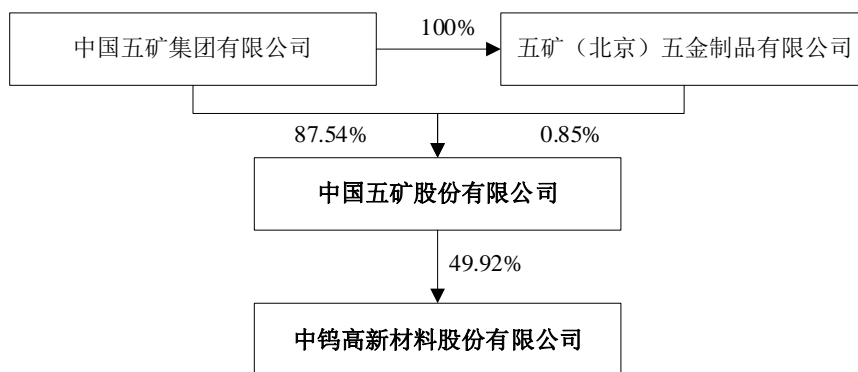 中国五矿集团有限公司
100%
五矿（北京）五金制品有限公司
87.54%
0.85%
中国五矿股份有限公司
49.92%
中钨高新材料股份有限公司